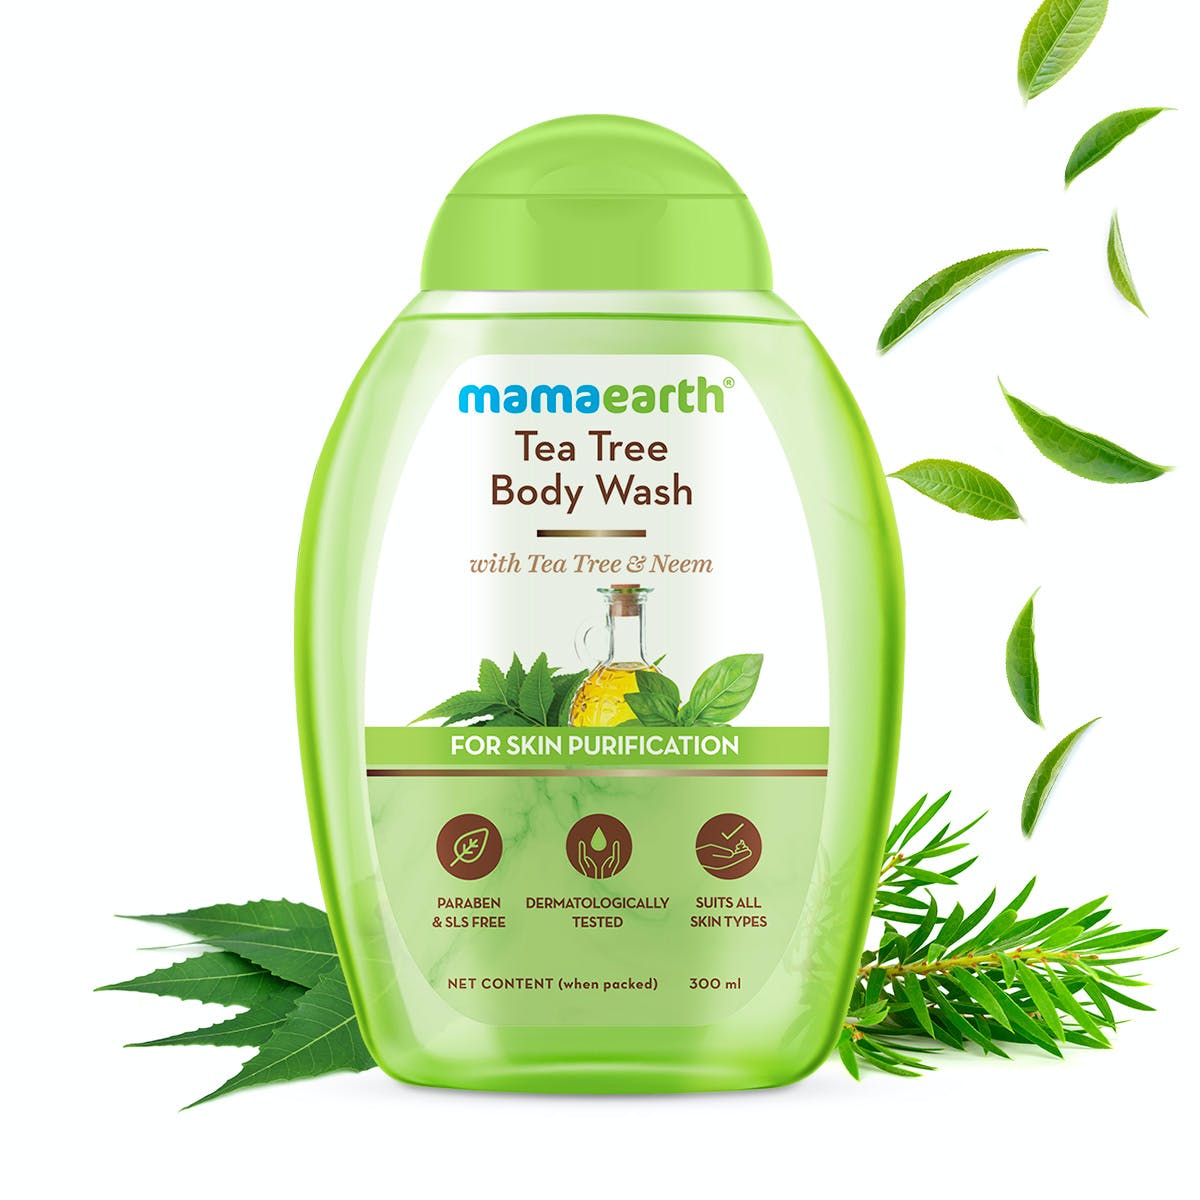 mamaearth®
Tea Tree
Body Wash
with Tea Tree & Neem
FOR SKIN PURIFICATION
PARABEN
& SLS FREE
DERMATOLOGICALLY
TESTED
SUITS ALL
SKIN TYPES
NET CONTENT (when packed) 300 ml